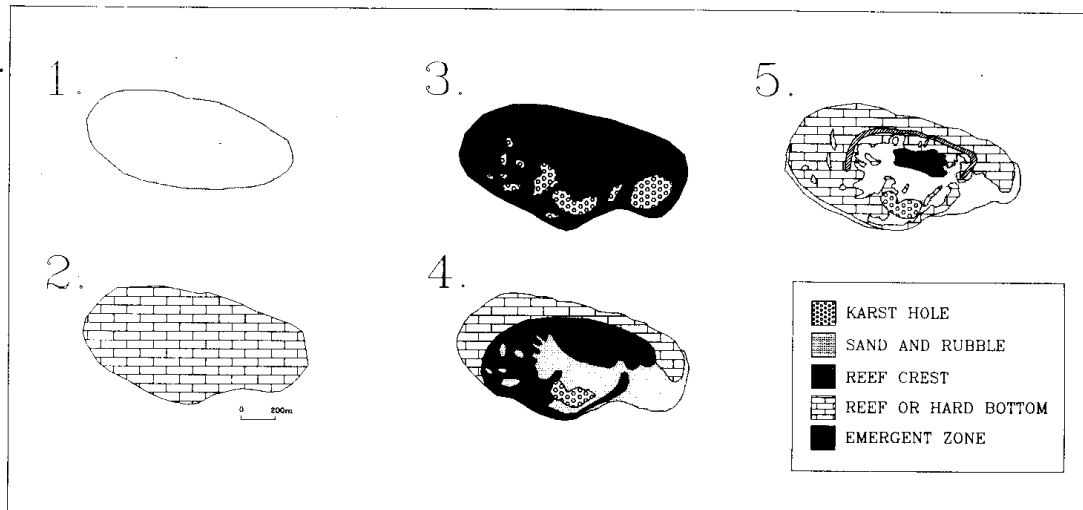 1.
3.
5.
2.
0 200m
4.
KARST HOLE
SAND AND RUBBLE
REEF CREST
REEF OR HARD BOTTOM
EMERGENT ZONE